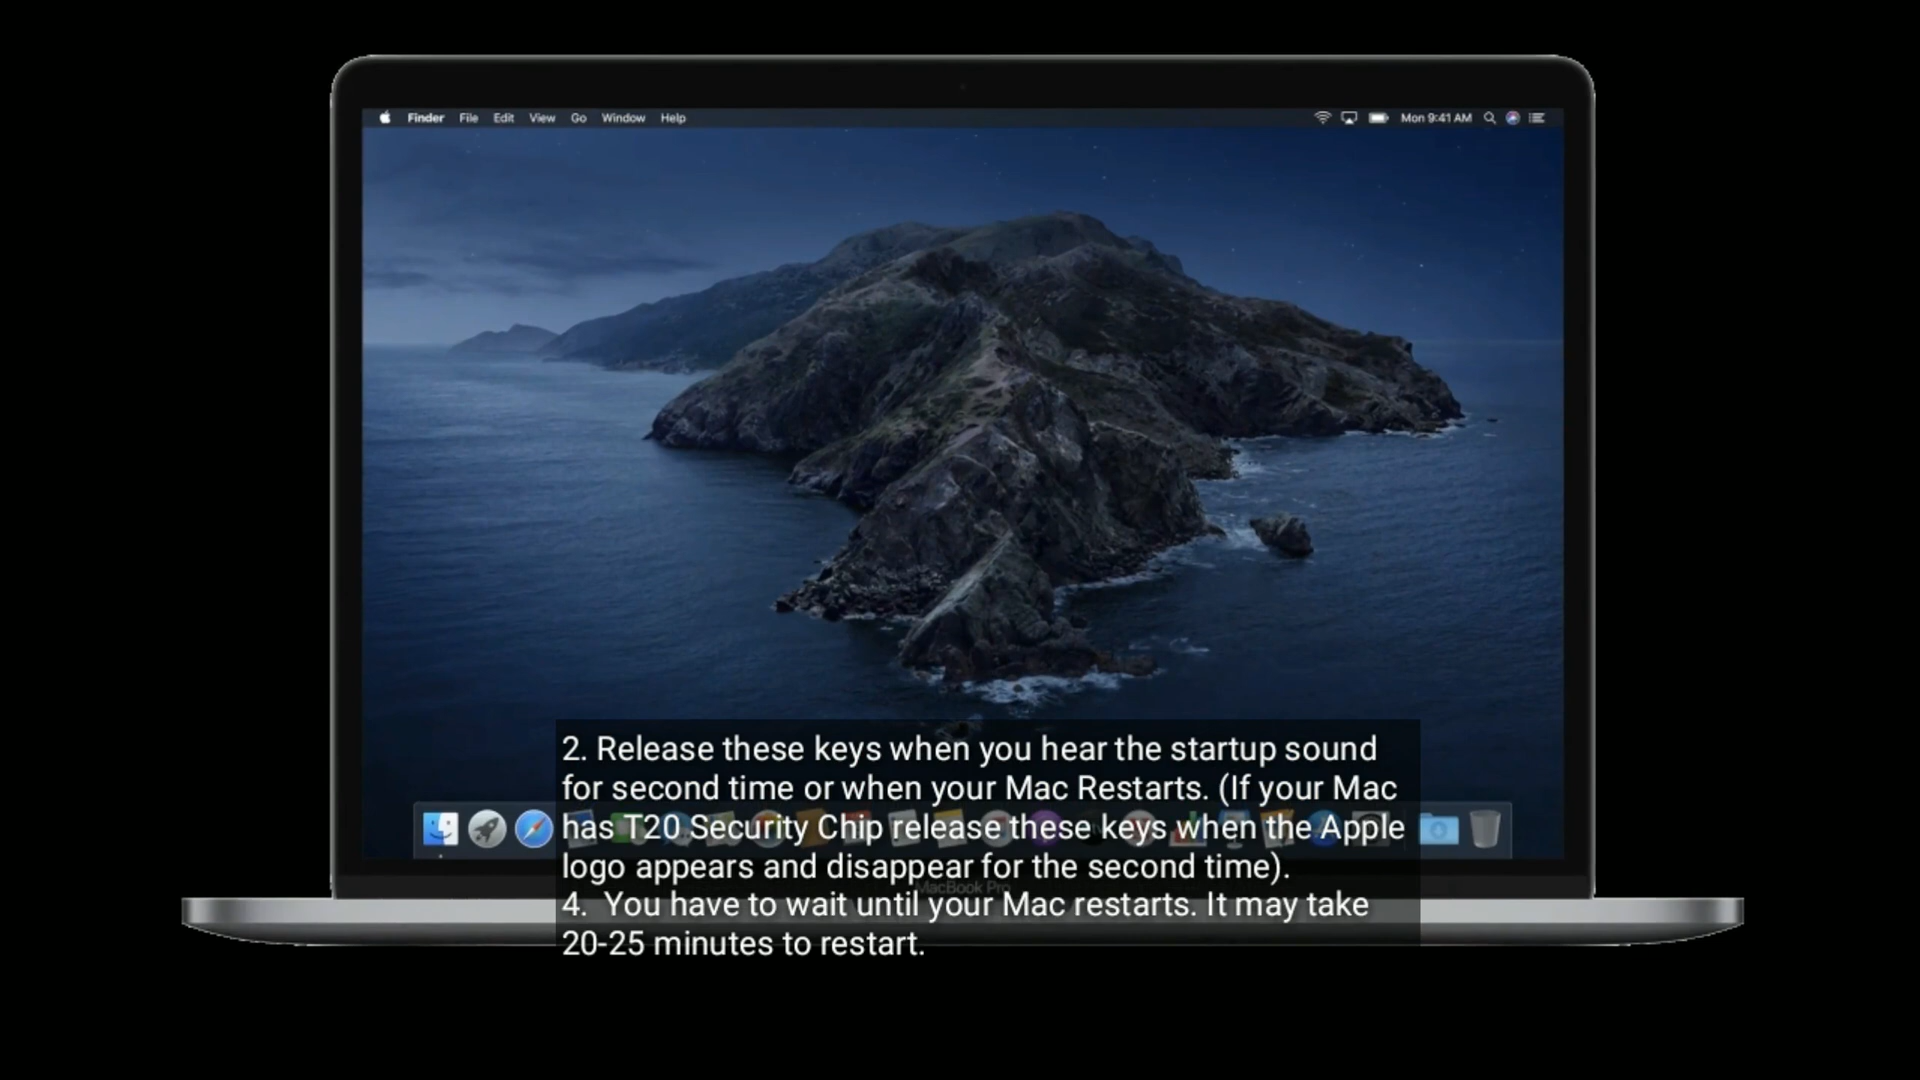 Finder File Edit View Go Window Help
Mon 9:41 AM
2. Release these keys when you hear the startup sound
for second time or when your Mac Restarts. (If your Mac
has T20 Security Chip release these keys when the Apple
logo appears and disappear for the second time).
MacBook Pro
4. You have to wait until your Mac restarts. It may take
20-25 minutes to restart.